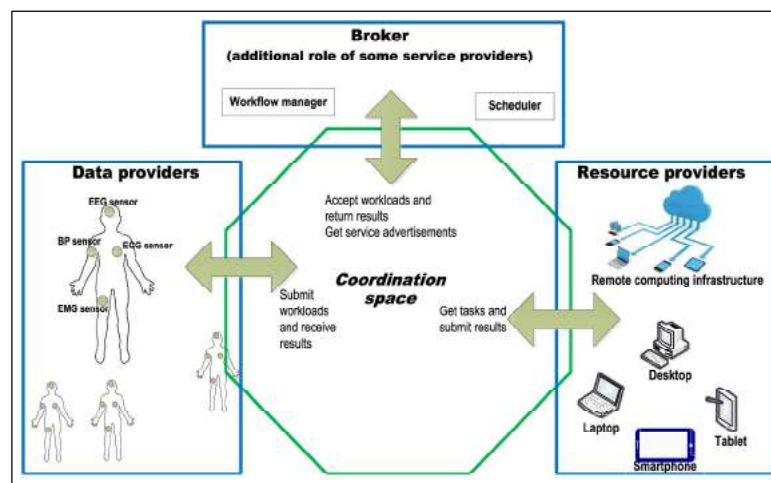 Broker
(additional role of some service providers)
Workflow manager
Scheduler
Data providers
EEG sensor
BP sensor
ECG sensor
EMG sensor
Accept workloads and
return results
Get service advertisements
Coordination
space
Submit
workloads
and receive
results
Get tasks and
submit results
Resource providers
Remote computing infrastructure
Desktop
Laptop
Tablet
Smartphone